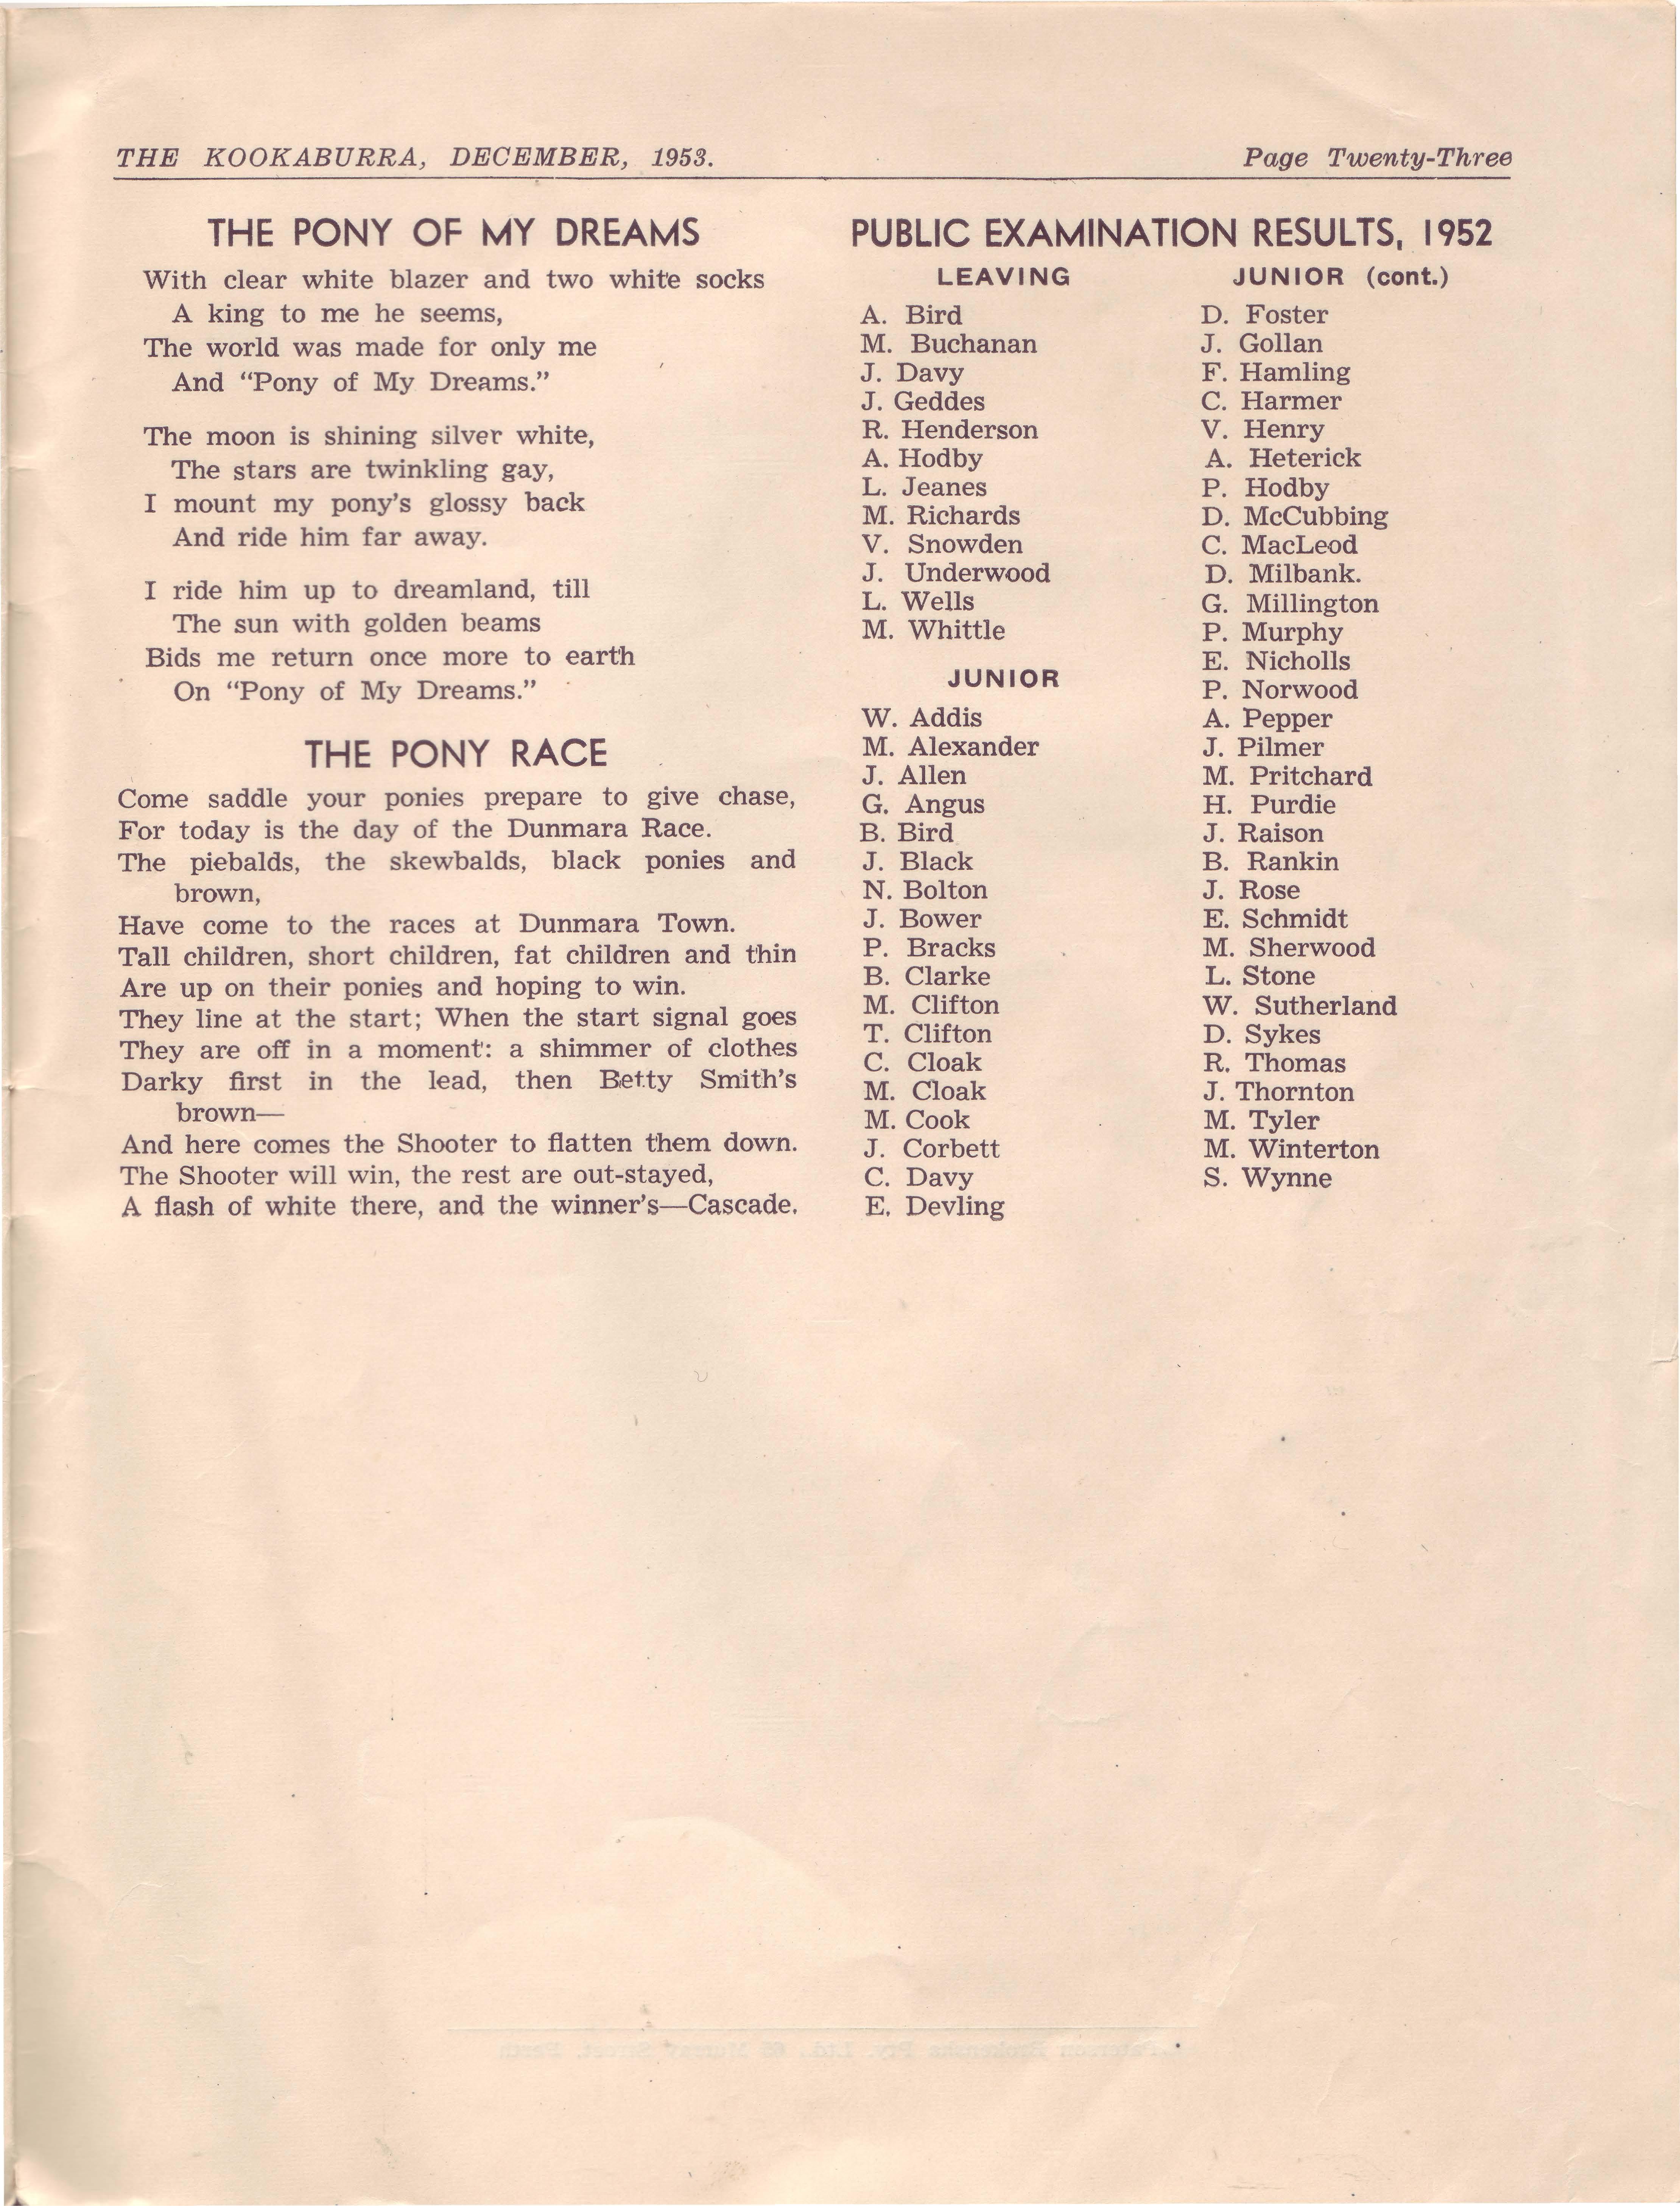 THE KOOKABURRA, DECEMBER, 1953.
Page Twenty-Three
THE PONY OF MY DREAMS
With clear white blazer and two white socks
A king to me he seems,
The world was made for only me
And "Pony of My Dreams."
The moon is shining silver white,
The stars are twinkling gay,
I mount my pony's glossy back
And ride him far away.
I ride him up to dreamland, till
The sun with golden beams
Bids me return once more to earth
On "Pony of My Dreams."
THE PONY RACE
Come saddle your ponies prepare to give chase,
For today is the day of the Dunmara Race.
The piebalds, the skewbalds, black ponies and
brown,
Have come to the races at Dunmara Town.
Tall children, short children, fat children and thin
Are up on their ponies and hoping to win.
They line at the start; When the start signal goes
They are off in a moment: a shimmer of clothes
Darky first in the lead, then Betty Smith's
brown—
And here comes the Shooter to flatten them down.
The Shooter will win, the rest are out-stayed,
A flash of white there, and the winner's—Cascade.
PUBLIC EXAMINATION RESULTS, 1952
LEAVING
A. Bird
M. Buchanan
J. Davy
J. Geddes
R. Henderson
A. Hodby
L. Jeanes
M. Richards
V. Snowden
J. Underwood
L. Wells
M. Whittle
JUNIOR
W. Addis
M. Alexander
J. Allen
G. Angus
B. Bird
J. Black
N. Bolton
J. Bower
P. Bracks
B. Clarke
M. Clifton
T. Clifton
C. Cloak
M. Cloak
M. Cook
J. Corbett
C. Davy
E. Devling
JUNIOR (cont.)
D. Foster
J. Gollan
F. Hamling
C. Harmer
V. Henry
A. Heterick
P. Hodby
D. McCubbing
C. MacLeod
D. Milbank.
G. Millington
P. Murphy
E. Nicholls
P. Norwood
A. Pepper
J. Pilmer
M. Pritchard
H. Purdie
J. Raison
B. Rankin
J. Rose
E. Schmidt
M. Sherwood
L. Stone
W. Sutherland
D. Sykes
R. Thomas
J. Thornton
M. Tyler
M. Winterton
S. Wynne